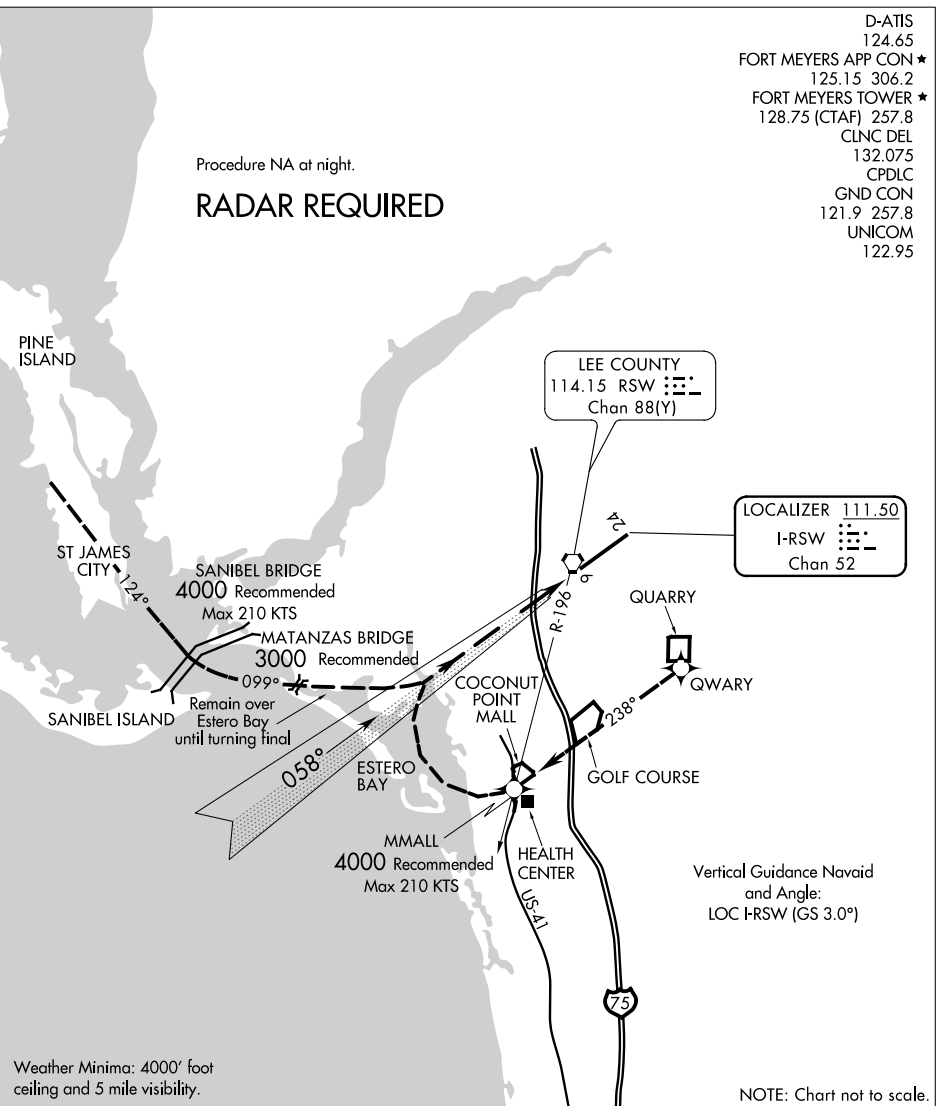 D-ATIS
124.65
FORT MEYERS APP CON ★
125.15 306.2
FORT MEYERS TOWER ★
128.75 (CTAF) 257.8
CLNC DEL
132.075
CPDLC
GND CON
121.9 257.8
UNICOM
122.95
Procedure NA at night.
RADAR REQUIRED
PINE
ISLAND
LEE COUNTY
114.15 RSW
Chan 88(Y)
LOCALIZER 111.50
I-RSW
Chan 52
24
6
R-196
ST JAMES
CITY
124°
SANIBEL BRIDGE
4000 Recommended
Max 210 KTS
MATANZAS BRIDGE
3000 Recommended
099°
SANIBEL ISLAND
Remain over
Estero Bay
until turning final
058°
ESTERO
BAY
COCONUT
POINT
MALL
QUARRY
QWARY
238°
GOLF COURSE
MMALL
4000 Recommended
Max 210 KTS
HEALTH
CENTER
US-41
75
Vertical Guidance Navaid
and Angle:
LOC I-RSW (GS 3.0°)
Weather Minima: 4000' foot
ceiling and 5 mile visibility.
NOTE: Chart not to scale.